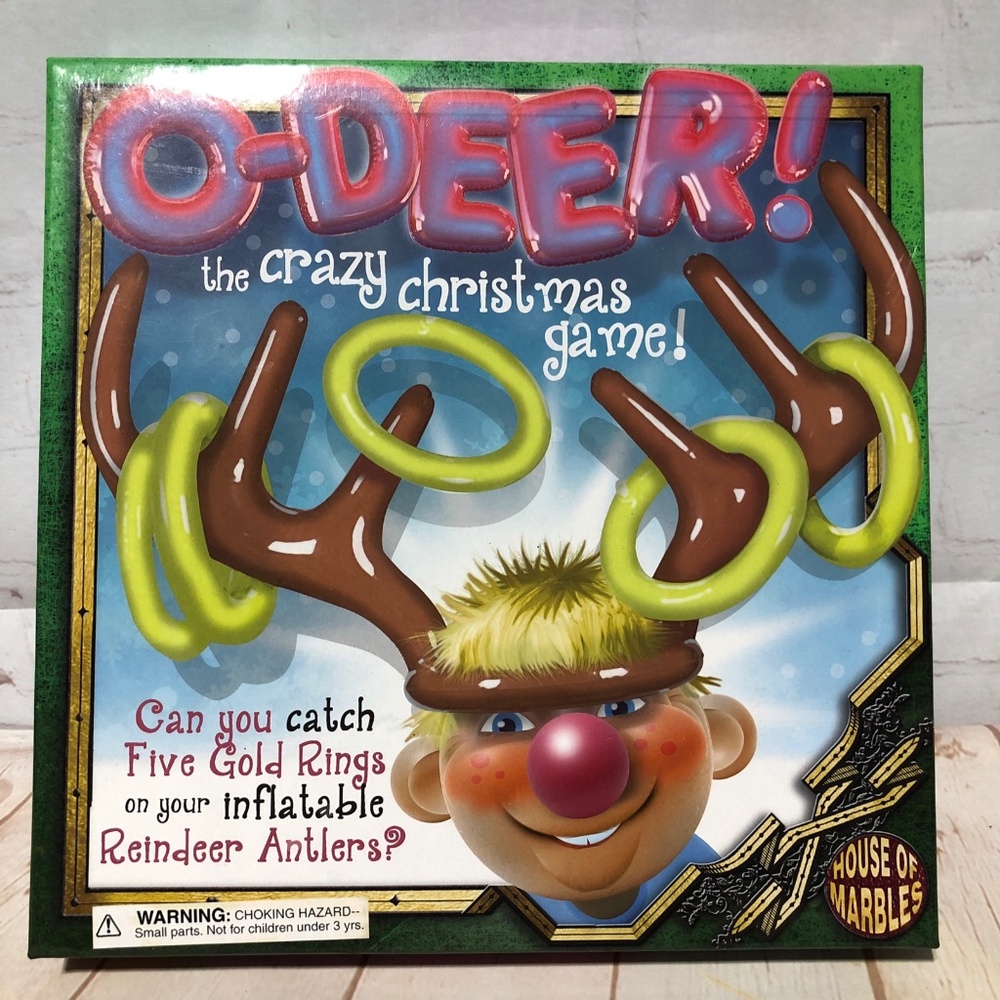 O-DEER!
the crazy christmas
game!
Can you catch
Five Gold Rings
on your inflatable
Reindeer Antlers?
WARNING: CHOKING HAZARD--
Small parts. Not for children under 3 yrs.
HOUSE OF
MARBLES